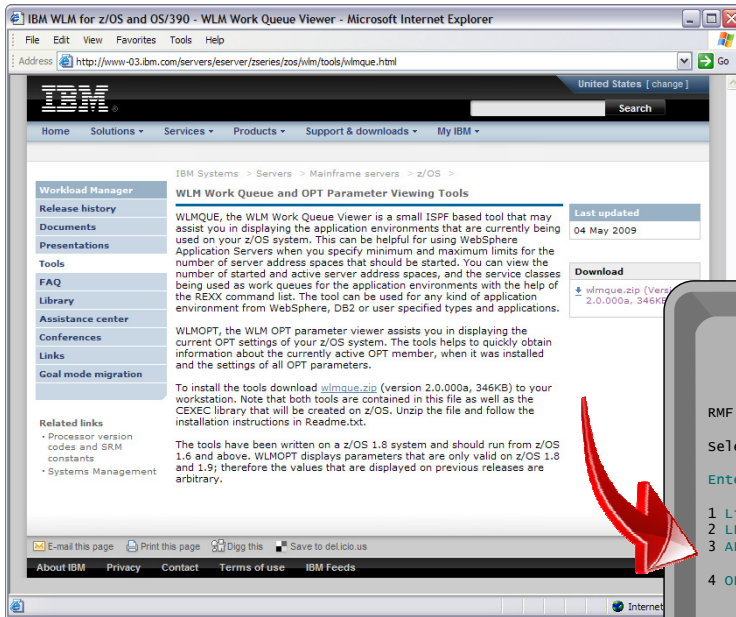 IBM WLM for z/OS and OS/390 - WLM Work Queue Viewer - Microsoft Internet Explorer
File Edit View Favorites Tools Help
Address http://www-03.ibm.com/servers/eserver/zseries/zos/wlm/tools/wlmque.html Go
United States [ change ]
IBM®
Search
Home Solutions Services Products Support & downloads My IBM
IBM Systems > Servers > Mainframe servers > z/OS >
WLM Work Queue and OPT Parameter Viewing Tools
Workload Manager
Release history
Documents
Presentations
Tools
FAQ
Library
Assistance center
Conferences
Links
Goal mode migration
Related links
• Processor version
codes and SRM
constants
• Systems Management
WLMQUE, the WLM Work Queue Viewer is a small ISPF based tool that may
assist you in displaying the application environments that are currently being
used on your z/OS system. This can be helpful for using WebSphere
Application Servers when you specify minimum and maximum limits for the
number of server address spaces that should be started. You can view the
number of started and active server address spaces, and the service classes
being used as work queues for the application environments with the help of
the REXX command list. The tool can be used for any kind of application
environment from WebSphere, DB2 or user specified types and applications.
WLMOPT, the WLM OPT parameter viewer assists you in displaying the
current OPT settings of your z/OS system. The tools helps to quickly obtain
information about the currently active OPT member, when it was installed
and the settings of all OPT parameters.
To install the tools download wlmque.zip (version 2.0.000a, 346KB) to your
workstation. Note that both tools are contained in this file as well as the
CEXEC library that will be created on z/OS. Unzip the file and follow the
installation instructions in Readme.txt.
The tools have been written on a z/OS 1.8 system and should run from z/OS
1.6 and above. WLMOPT displays parameters that are only valid on z/OS 1.8
and 1.9; therefore the values that are displayed on previous releases are
arbitrary.
Last updated
04 May 2009
Download
wlmque.zip
2.0.000a,
RMF
1
2
3
4
E-mail this page Print this page Digg this Save to del.icio.us
About IBM Privacy Contact Terms of use IBM Feeds
Internet